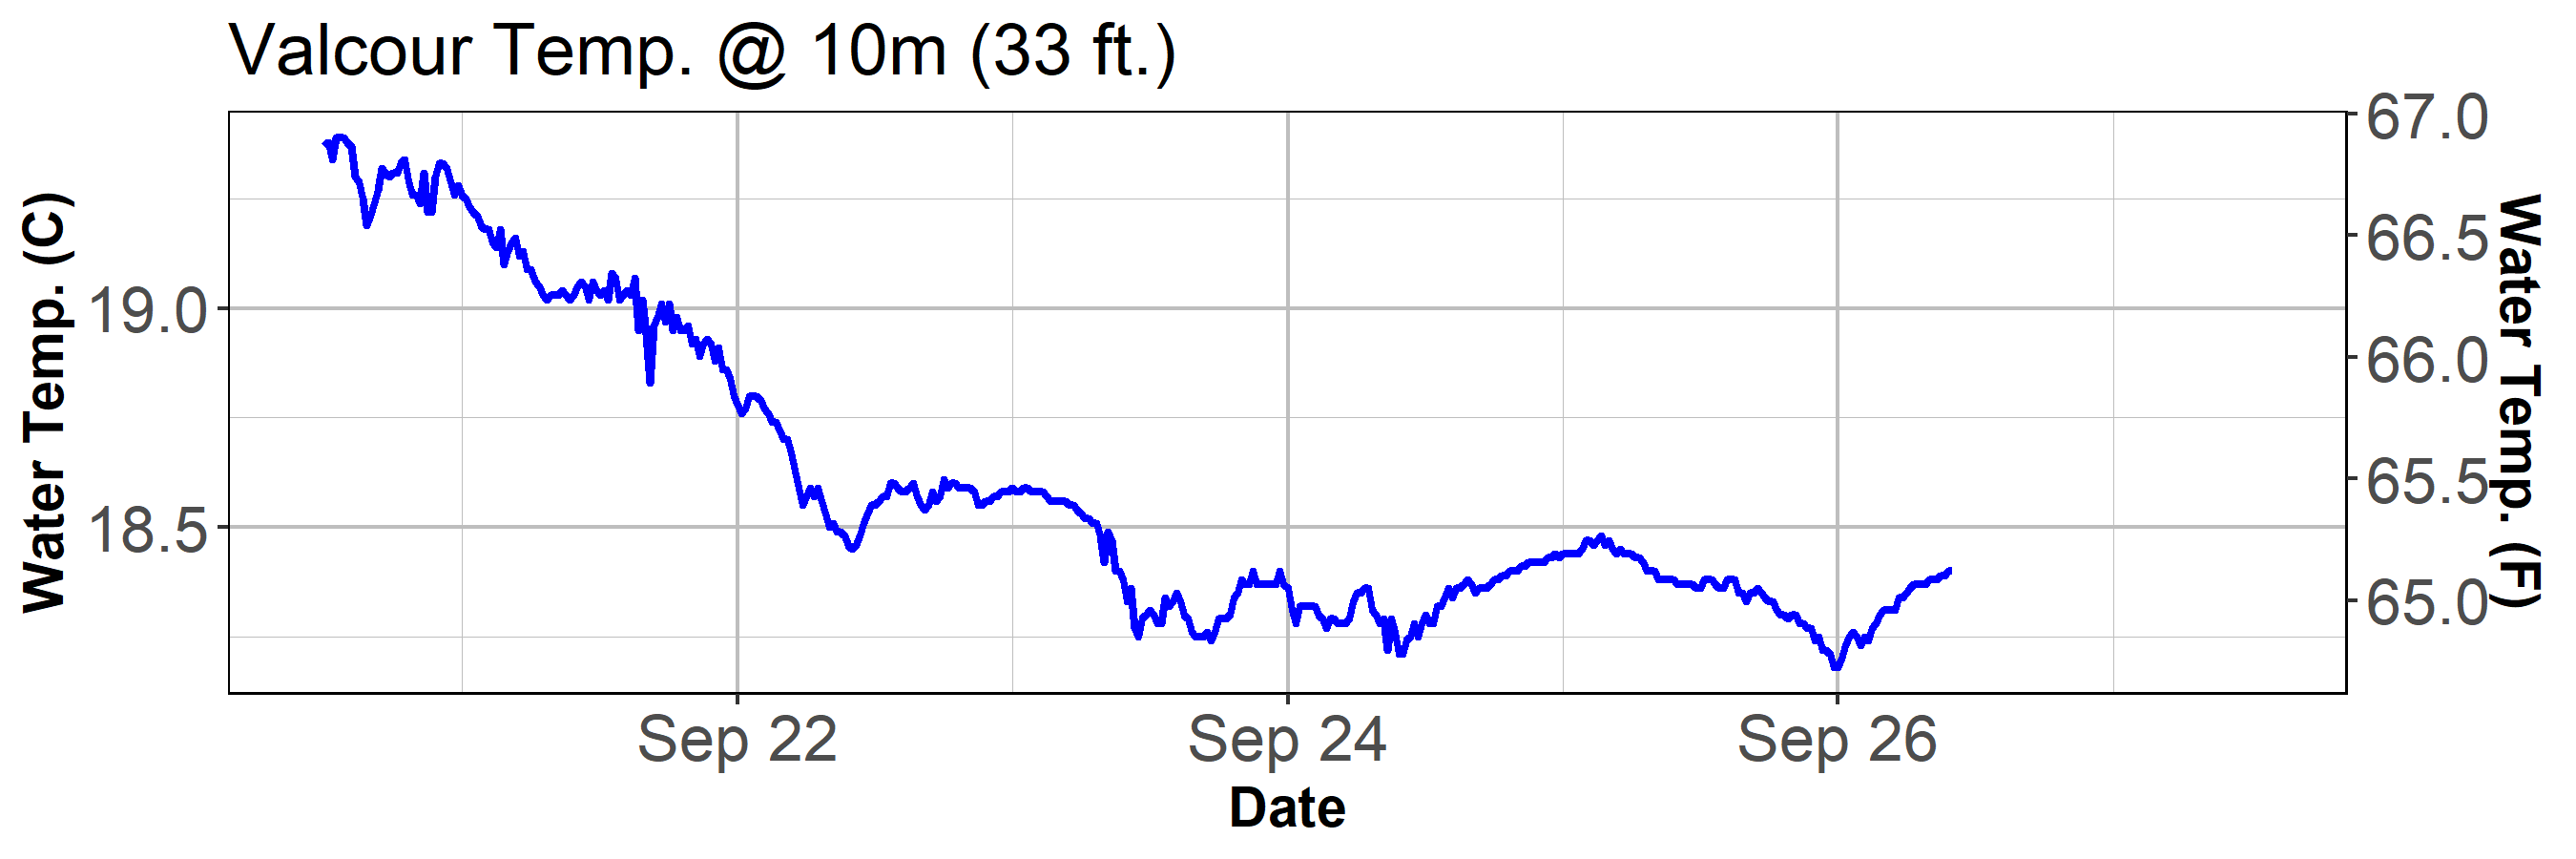 Valcour Temp. @ 10m (33 ft.)
Water Temp. (C)
19.0
18.5
67.0
66.5
66.0
65.5
65.0
Water Temp. (F)
Sep 22
Sep 24
Sep 26
Date